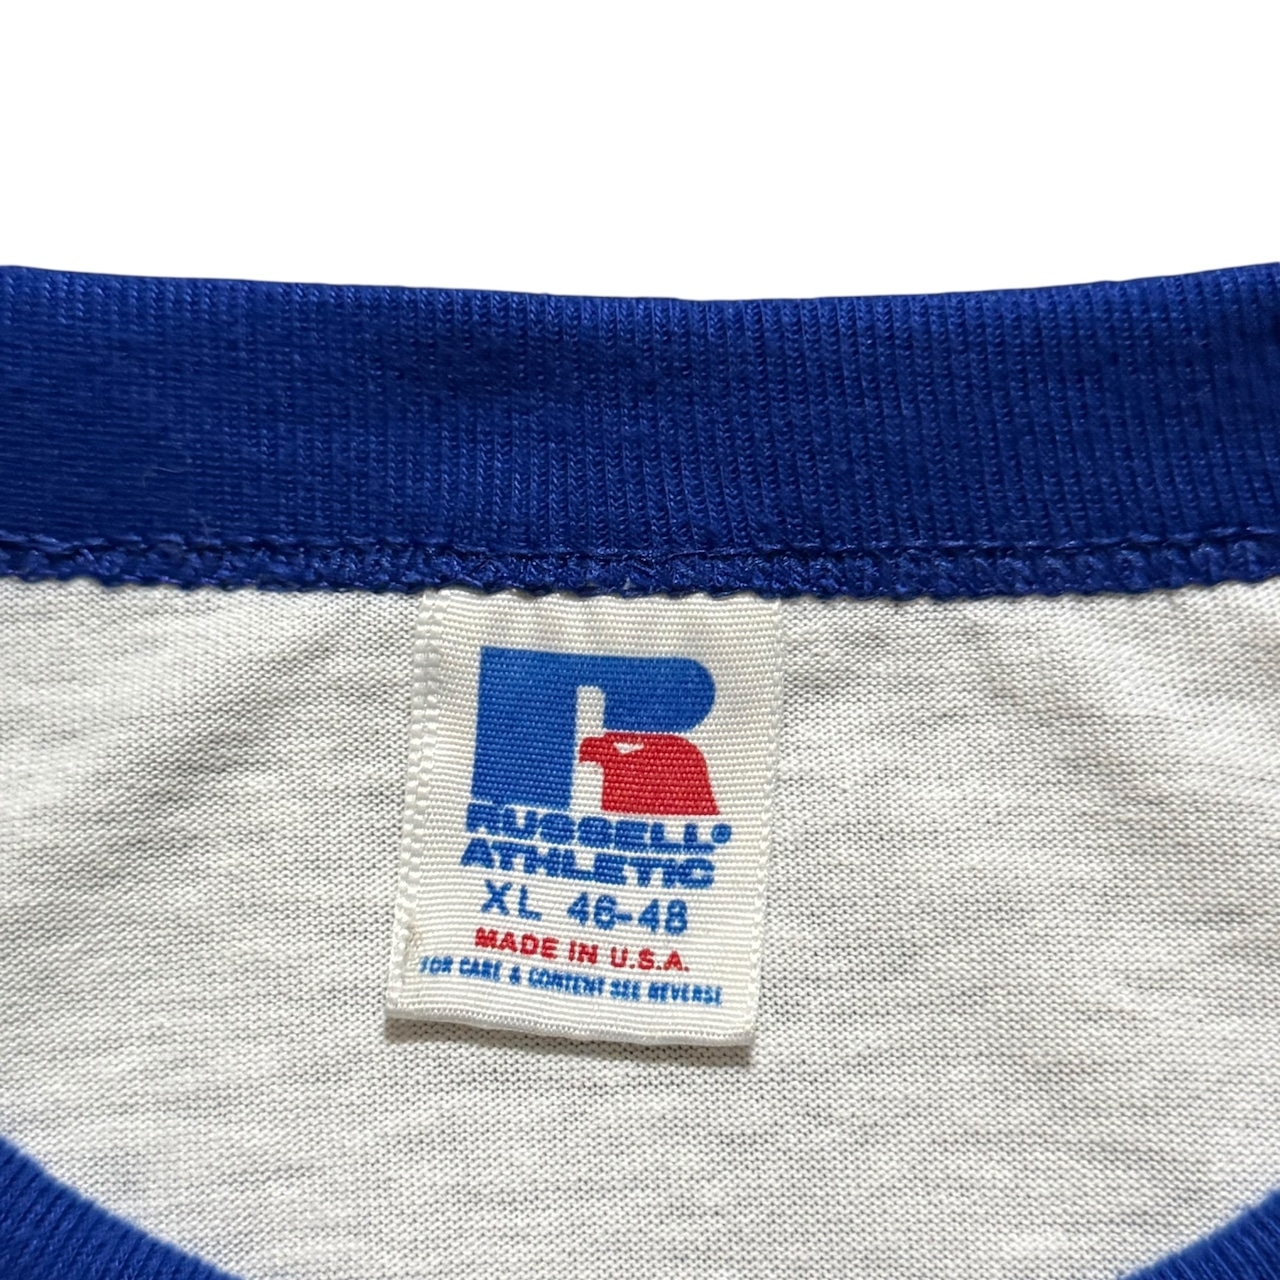 R
RUSSELL®
ATHLETIC
XL 46-48
MADE IN U.S.A.
FOR CARE & CONTENT SEE REVERSE